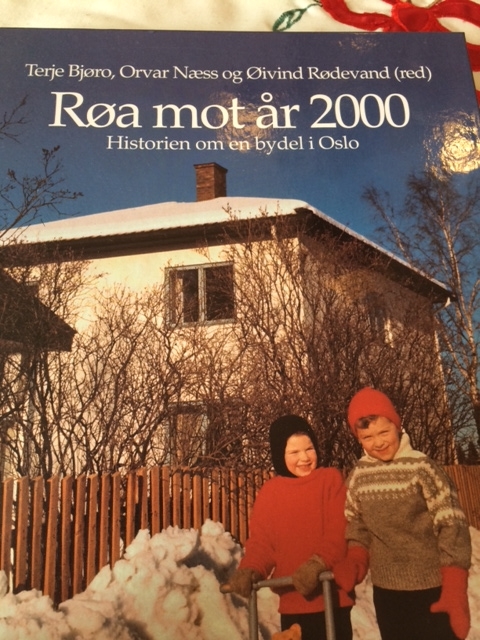 Terje Bjøro, Orvar Næss og Øivind Rødevand (red)
Røa mot år 2000
Historien om en bydel i Oslo